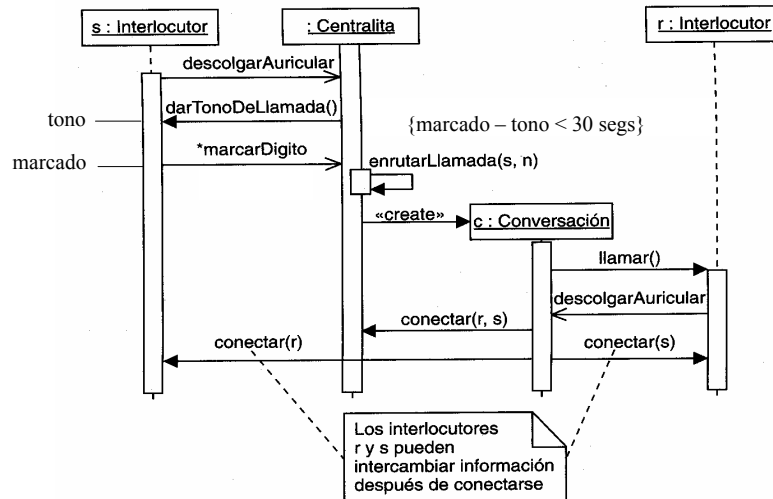 s : Interlocutor
: Centralita
r : Interlocutor
descolgarAuricular
tono
darTonoDeLlamada()
{marcado – tono < 30 segs}
marcado
*marcarDigito
enrutarLlamada(s, n)
«create»
c : Conversación
llamar()
descolgarAuricular
conectar(r, s)
conectar(r)
conectar(s)
Los interlocutores
r y s pueden
intercambiar información
después de conectarse